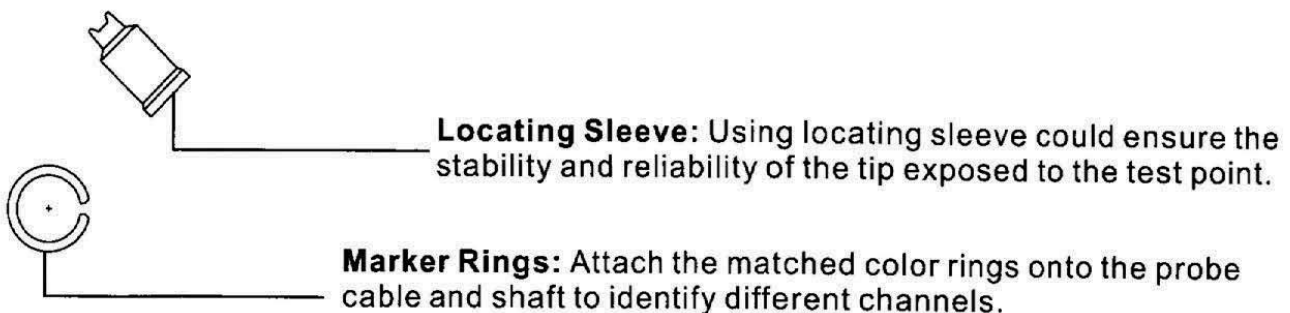 Locating Sleeve: Using locating sleeve could ensure the
stability and reliability of the tip exposed to the test point.
Marker Rings: Attach the matched color rings onto the probe
cable and shaft to identify different channels.